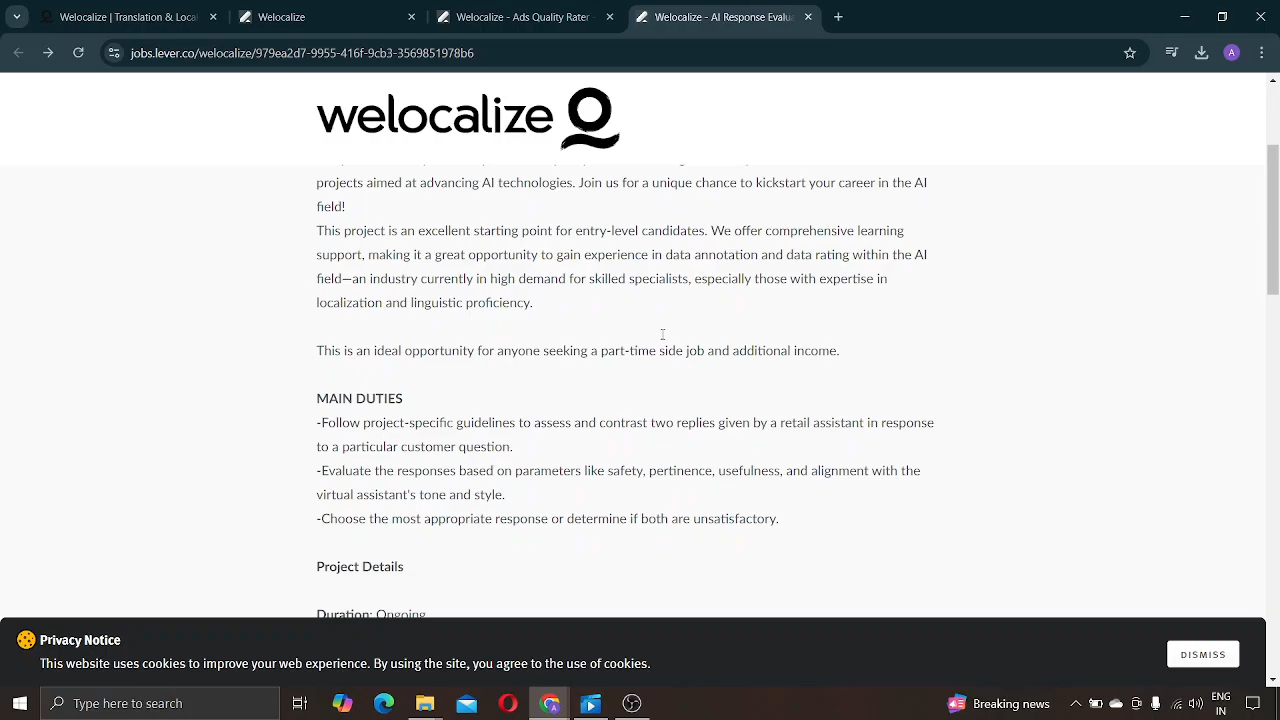 Welocalize | Translation & Local
Welocalize
Welocalize - Ads Quality Rater -
Welocalize - AI Response Evalua
jobs.lever.co/welocalize/979ea2d7-9955-416f-9cb3-3569851978b6
A
welocalize
projects aimed at advancing AI technologies. Join us for a unique chance to kickstart your career in the AI
field!
This project is an excellent starting point for entry-level candidates. We offer comprehensive learning
support, making it a great opportunity to gain experience in data annotation and data rating within the AI
field—an industry currently in high demand for skilled specialists, especially those with expertise in
localization and linguistic proficiency.
This is an ideal opportunity for anyone seeking a part-time side job and additional income.
MAIN DUTIES
-Follow project-specific guidelines to assess and contrast two replies given by a retail assistant in response
to a particular customer question.
-Evaluate the responses based on parameters like safety, pertinence, usefulness, and alignment with the
virtual assistant's tone and style.
-Choose the most appropriate response or determine if both are unsatisfactory.
Project Details
Duration: Ongoing
Privacy Notice
This website uses cookies to improve your web experience. By using the site, you agree to the use of cookies.
DISMISS
Type here to search
Breaking news
ENG
IN